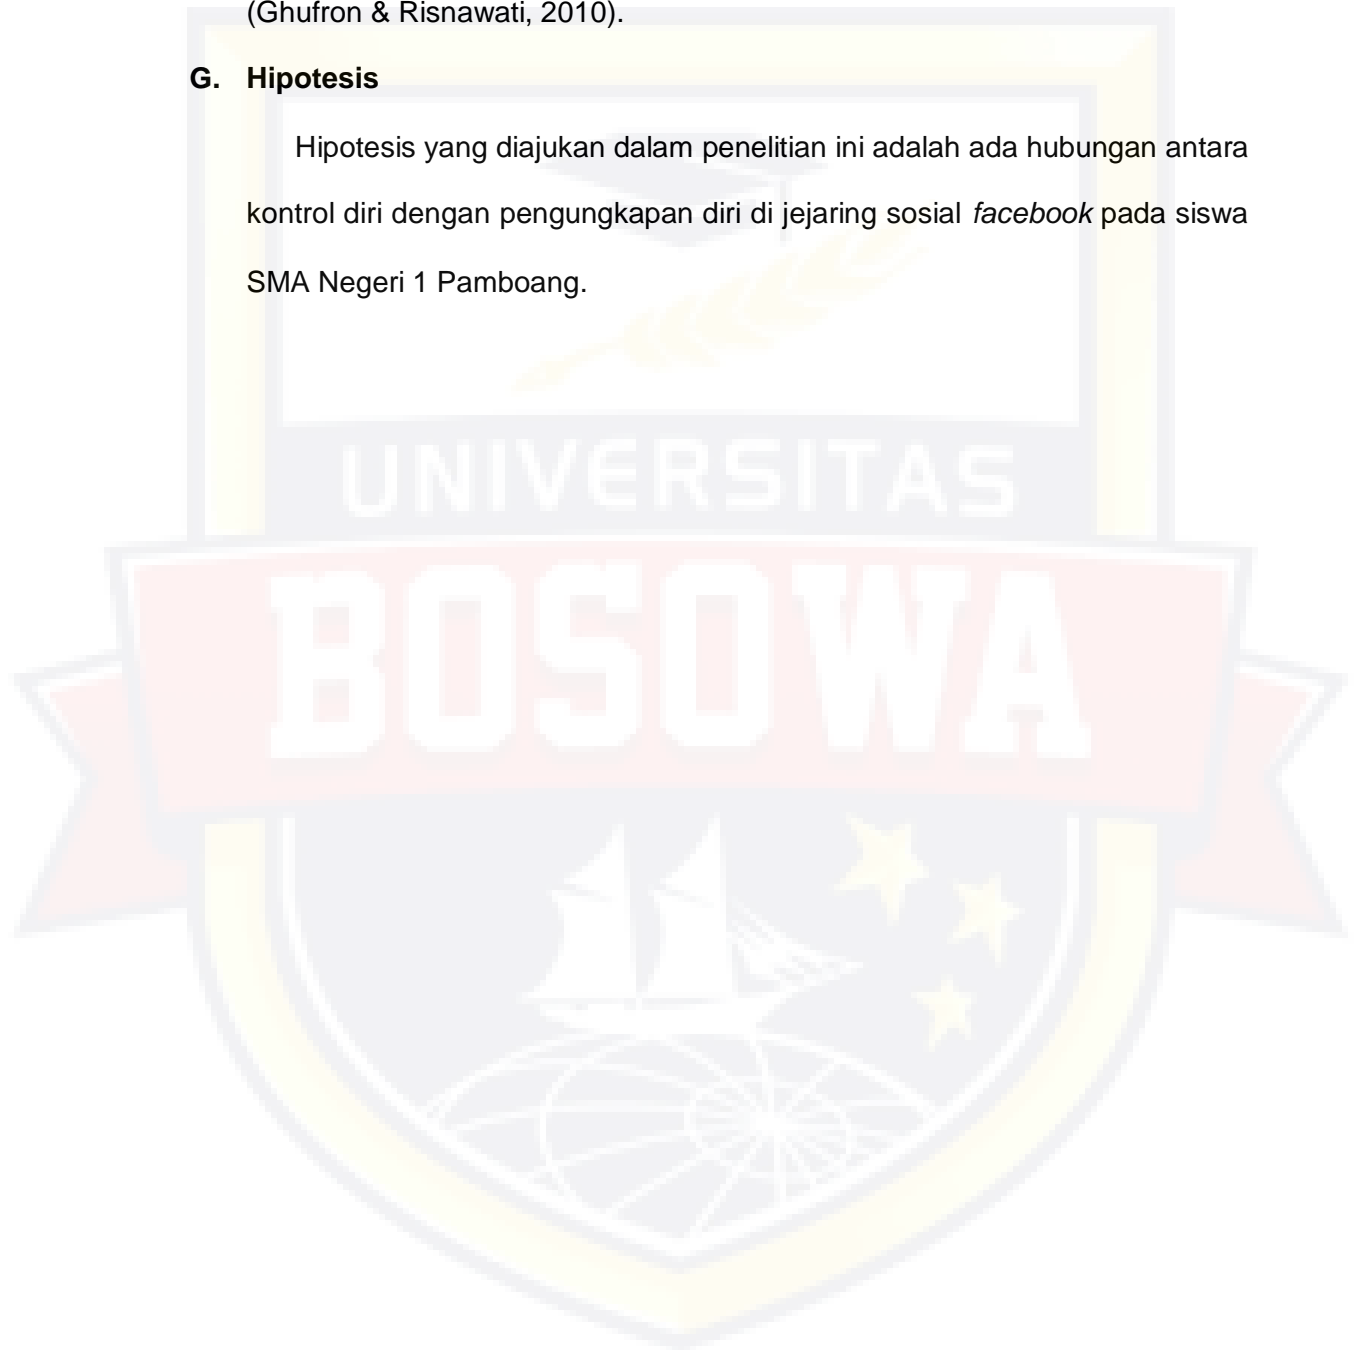 (Ghufron & Risnawati, 2010).
G. Hipotesis
Hipotesis yang diajukan dalam penelitian ini adalah ada hubungan antara
kontrol diri dengan pengungkapan diri di jejaring sosial facebook pada siswa
SMA Negeri 1 Pamboang.
UNIVERSITAS
BOSOWA